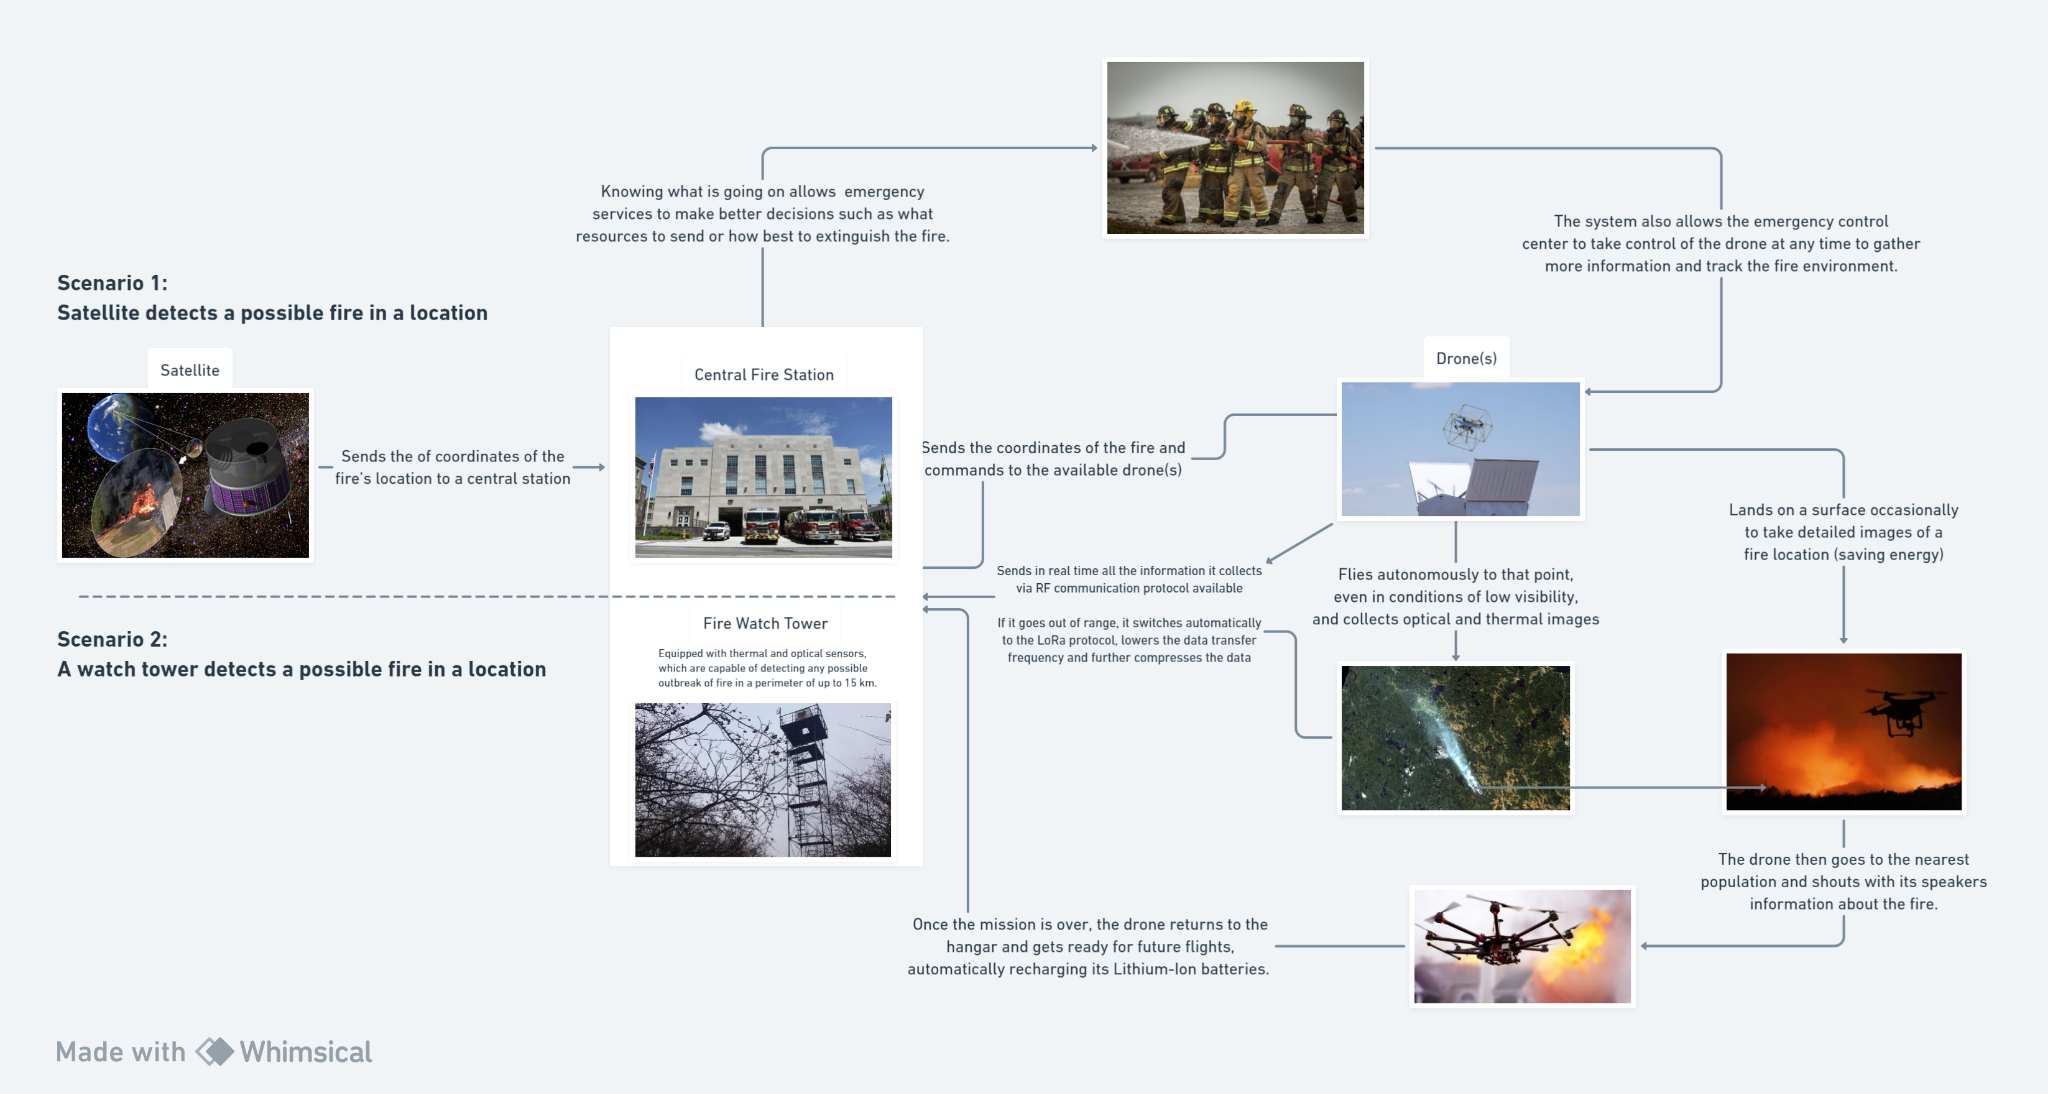 Knowing what is going on allows  emergency
services to make better decisions such as what
resources to send or how best to extinguish the fire.
The system also allows the emergency control
center to take control of the drone at any time to gather
more information and track the fire environment.
Scenario 1:
Satellite detects a possible fire in a location
Satellite
Sends the of coordinates of the
fire's location to a central station
Central Fire Station
Sends the coordinates of the fire and
commands to the available drone(s)
Drone(s)
Lands on a surface occasionally
to take detailed images of a
fire location (saving energy)
Sends in real time all the information it collects
via RF communication protocol available
If it goes out of range, it switches automatically
to the LoRa protocol, lowers the data transfer
frequency and further compresses the data
Flies autonomously to that point,
even in conditions of low visibility,
and collects optical and thermal images
Scenario 2:
A watch tower detects a possible fire in a location
Fire Watch Tower
Equipped with thermal and optical sensors,
which are capable of detecting any possible
outbreak of fire in a perimeter of up to 15 km.
The drone then goes to the nearest
population and shouts with its speakers
information about the fire.
Once the mission is over, the drone returns to the
hangar and gets ready for future flights,
automatically recharging its Lithium-Ion batteries.
Made with Whimsical